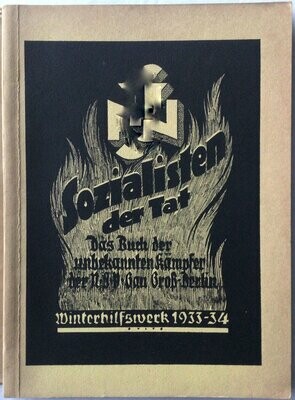 Sozialisten
der Tat
Das Buch der
unbekannten Kämpfer
der N.S.V. Gau Groß-Berlin
Winterhilfswerk 1933-34